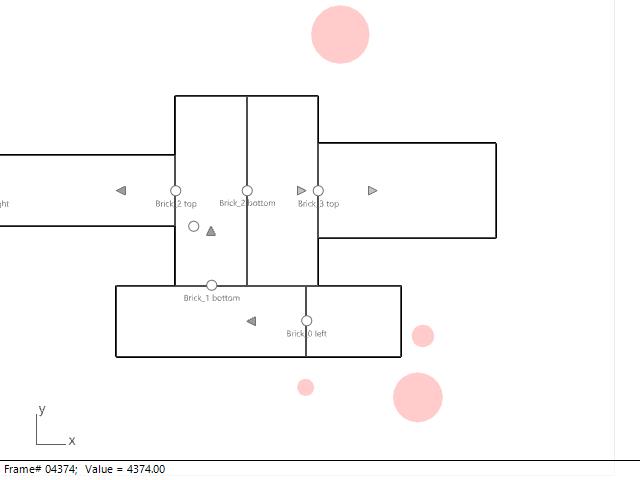 ght
Brick_2 top
Brick_2 bottom
Brick_3 top
Brick_1 bottom
Brick_0 left
y
x
Frame# 04374; Value = 4374.00